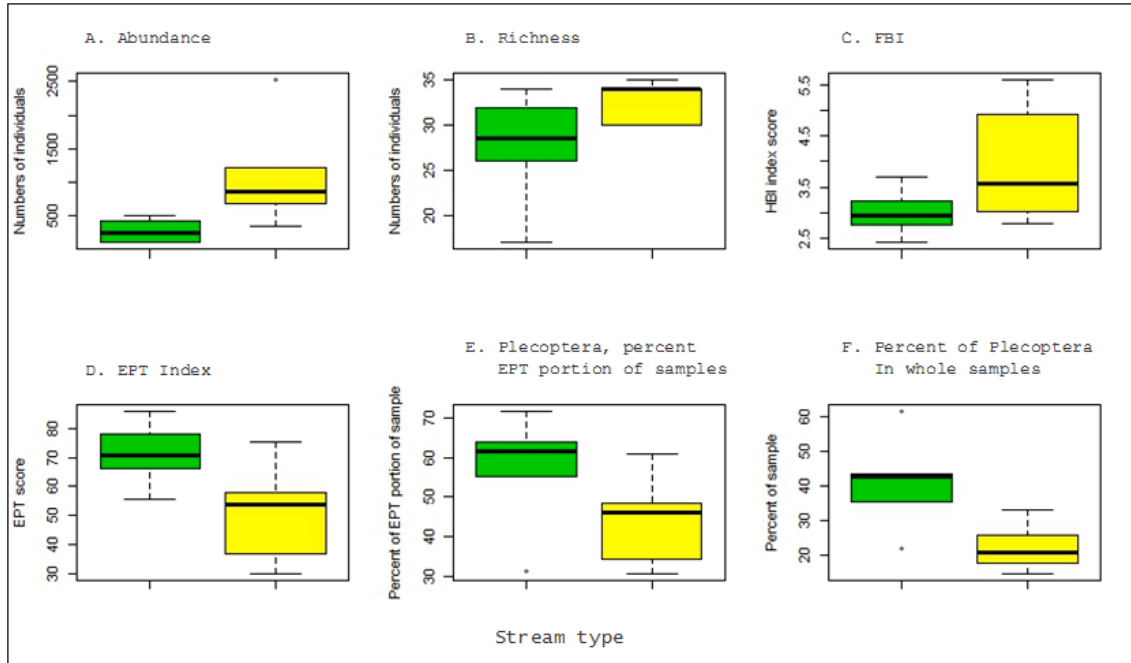 A. Abundance
Numbers of individuals
500
1500
2500
B. Richness
Numbers of individuals
20
25
30
35
C. FBI
HBI index score
2.5
3.5
4.5
5.5
D. EPT Index
EPT score
30
40
50
60
70
80
E. Plecoptera, percent
EPT portion of samples
Percent of EPT portion of sample
30
40
50
60
70
F. Percent of Plecoptera
In whole samples
Percent of sample
20
30
40
50
60
Stream type